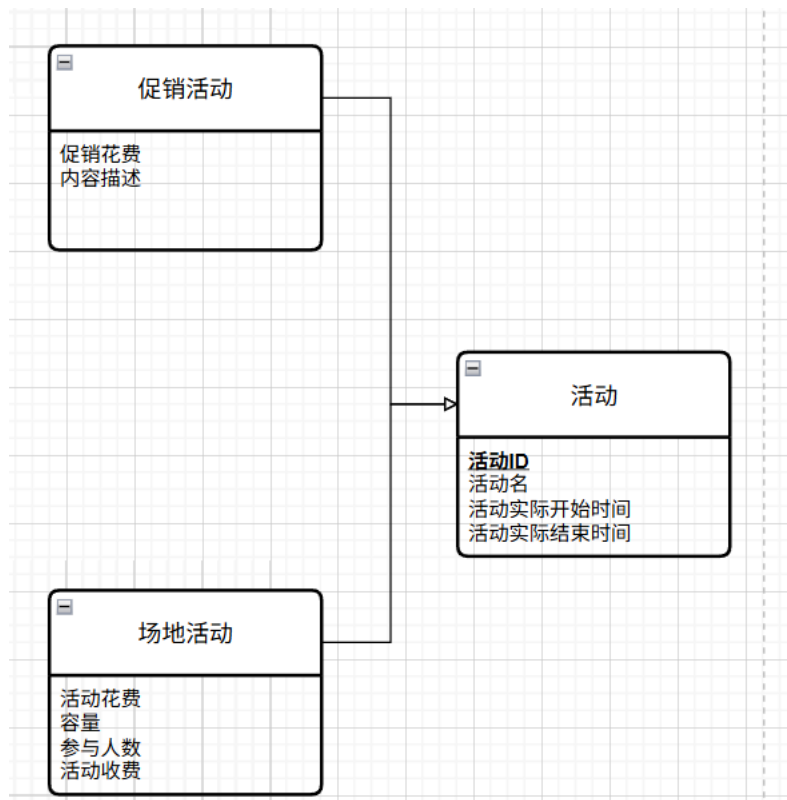 促销活动
促销花费
内容描述
活动
活动ID
活动名
活动实际开始时间
活动实际结束时间
场地活动
活动花费
容量
参与人数
活动收费